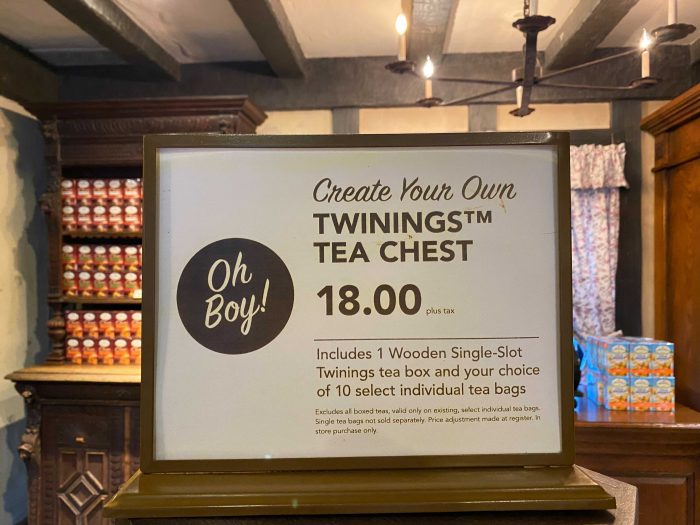 Oh
Boy!
Create Your Own
TWININGS™
TEA CHEST
18.00 plus tax
Includes 1 Wooden Single-Slot
Twinings tea box and your choice
of 10 select individual tea bags
Excludes all boxed teas, valid only on existing, select individual tea bags.
Single tea bags not sold separately. Price adjustment made at register. In
store purchase only.